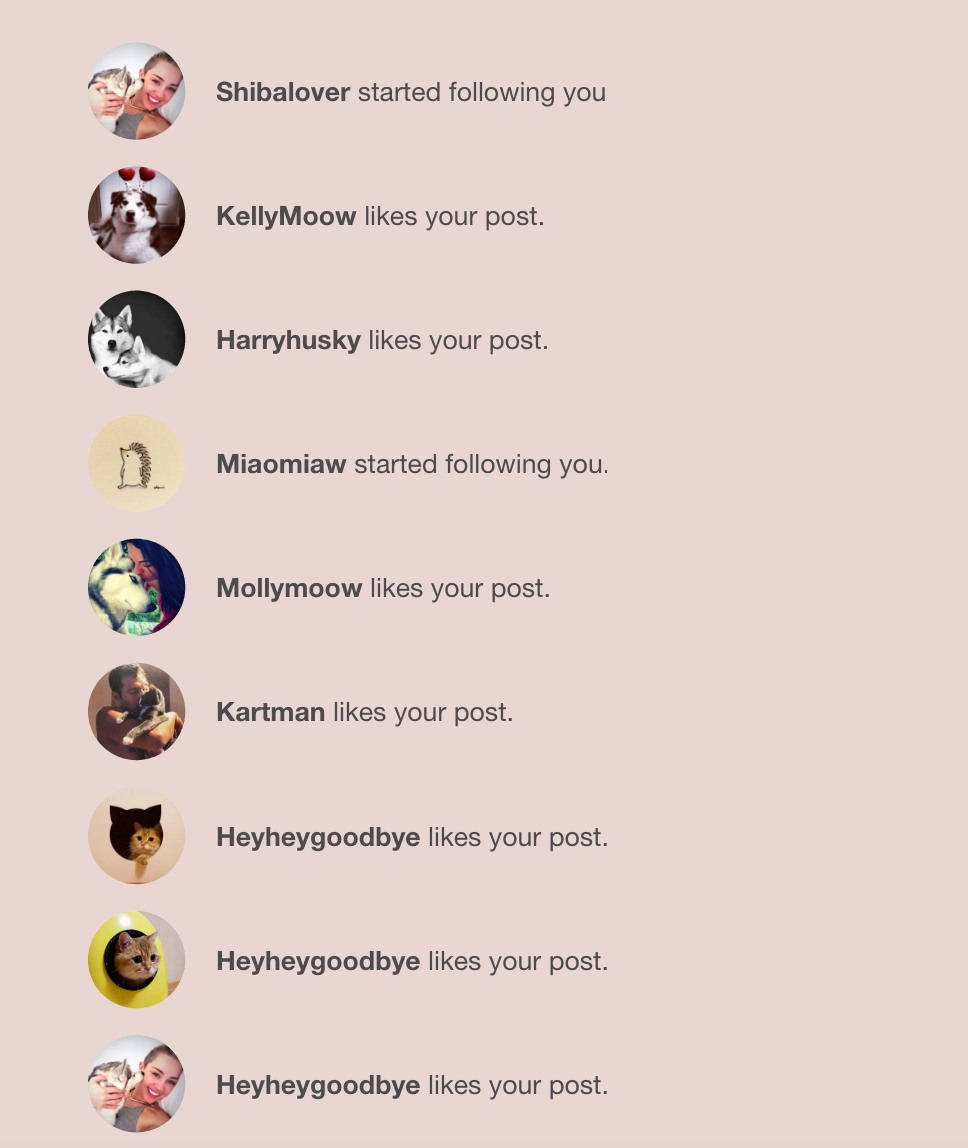 Shibalover started following you
KellyMoow likes your post.
Harryhusky likes your post.
Miaomiaw started following you.
Mollymoow likes your post.
Kartman likes your post.
Heyheygoodbye likes your post.
Heyheygoodbye likes your post.
Heyheygoodbye likes your post.